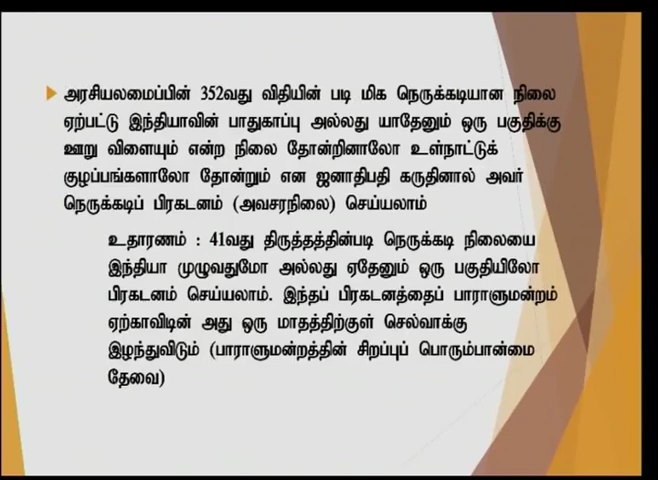 அரசியலமைப்பின் 352வது விதியின் படி மிக நெருக்கடியான நிலை
ஏற்பட்டு இந்தியாவின் பாதுகாப்பு அல்லது யாதேனும் ஒரு பகுதிக்கு
ஊறு விளையும் என்ற நிலை தோன்றினாலோ உள்நாட்டுக்
குழப்பங்களாலோ தோன்றும் என ஜனாதிபதி கருதினால் அவர்
நெருக்கடிப் பிரகடனம் (அவசரநிலை) செய்யலாம்
உதாரணம் : 41வது திருத்தத்தின்படி நெருக்கடி நிலையை
இந்தியா முழுவதுமோ அல்லது ஏதேனும் ஒரு பகுதியிலோ
பிரகடனம் செய்யலாம். இந்தப் பிரகடனத்தைப் பாராளுமன்றம்
ஏற்காவிடின் அது ஒரு மாதத்திற்குள் செல்வாக்கு
இழந்துவிடும் (பாராளுமன்றத்தின் சிறப்புப் பொரும்பான்மை
தேவை)